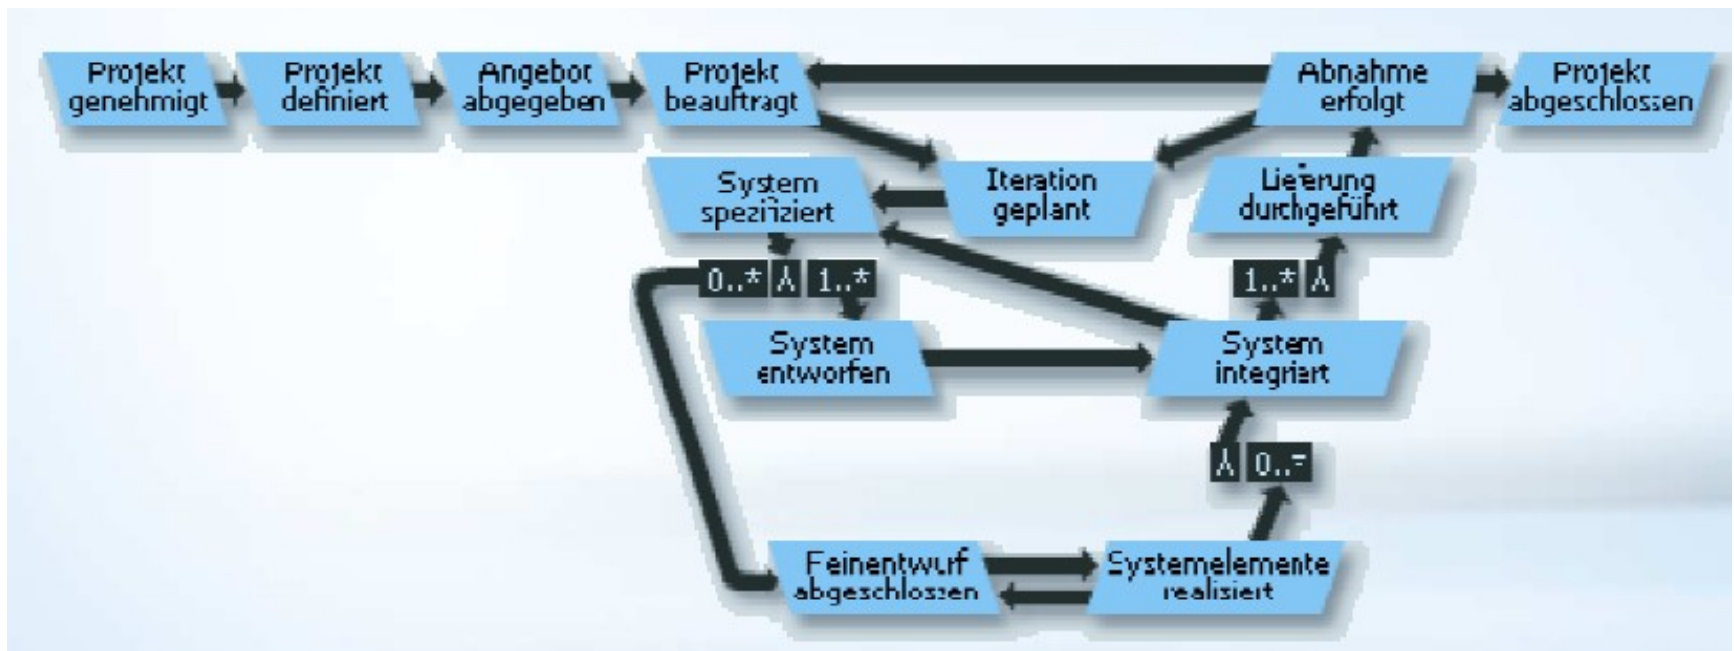 Projekt
genehmigt
Projekt
definiert
Angebot
abgegeben
Projekt
beauftragt
Abnahme
erfolgt
Projekt
abgeschlossen
System
spezifiziert
Iteration
geplant
Lieferung
durchgeführt
0..* 1..*
1..*
System
entworfen
System
integriert
Feinentwurf
abgeschlossen
Systemelemente
realisiert